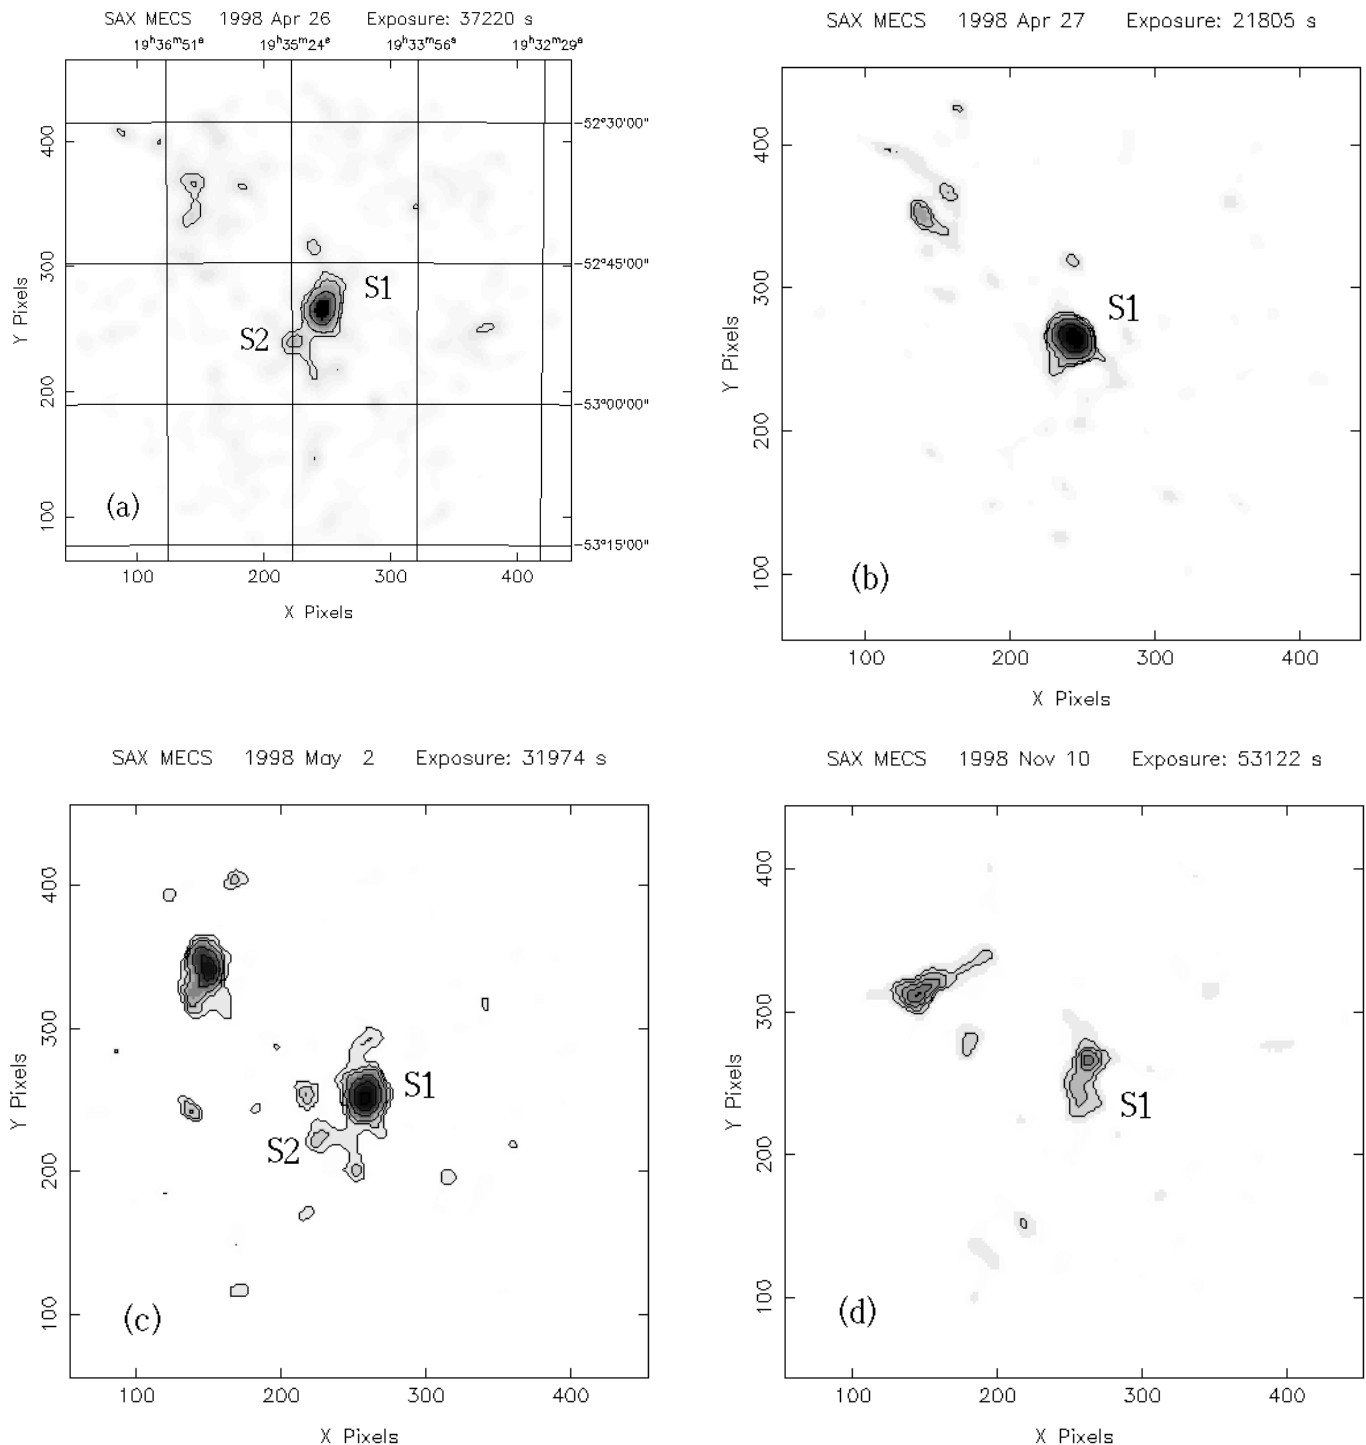 SAX MECS 1998 Apr 26 Exposure: 37220 s
19ʰ36ᵐ51ˢ 19ʰ35ᵐ24ˢ 19ʰ33ᵐ56ˢ 19ʰ32ᵐ29ˢ
400
300
200
100
Y Pixels
-52°30'00"
-52°45'00"
-53°00'00"
-53°15'00"
S1
S2
(a)
100 200 300 400
X Pixels
SAX MECS 1998 Apr 27 Exposure: 21805 s
400
300
200
100
Y Pixels
S1
(b)
100 200 300 400
X Pixels
SAX MECS 1998 May 2 Exposure: 31974 s
400
300
200
100
Y Pixels
S1
S2
(c)
100 200 300 400
X Pixels
SAX MECS 1998 Nov 10 Exposure: 53122 s
400
300
200
100
Y Pixels
S1
(d)
100 200 300 400
X Pixels